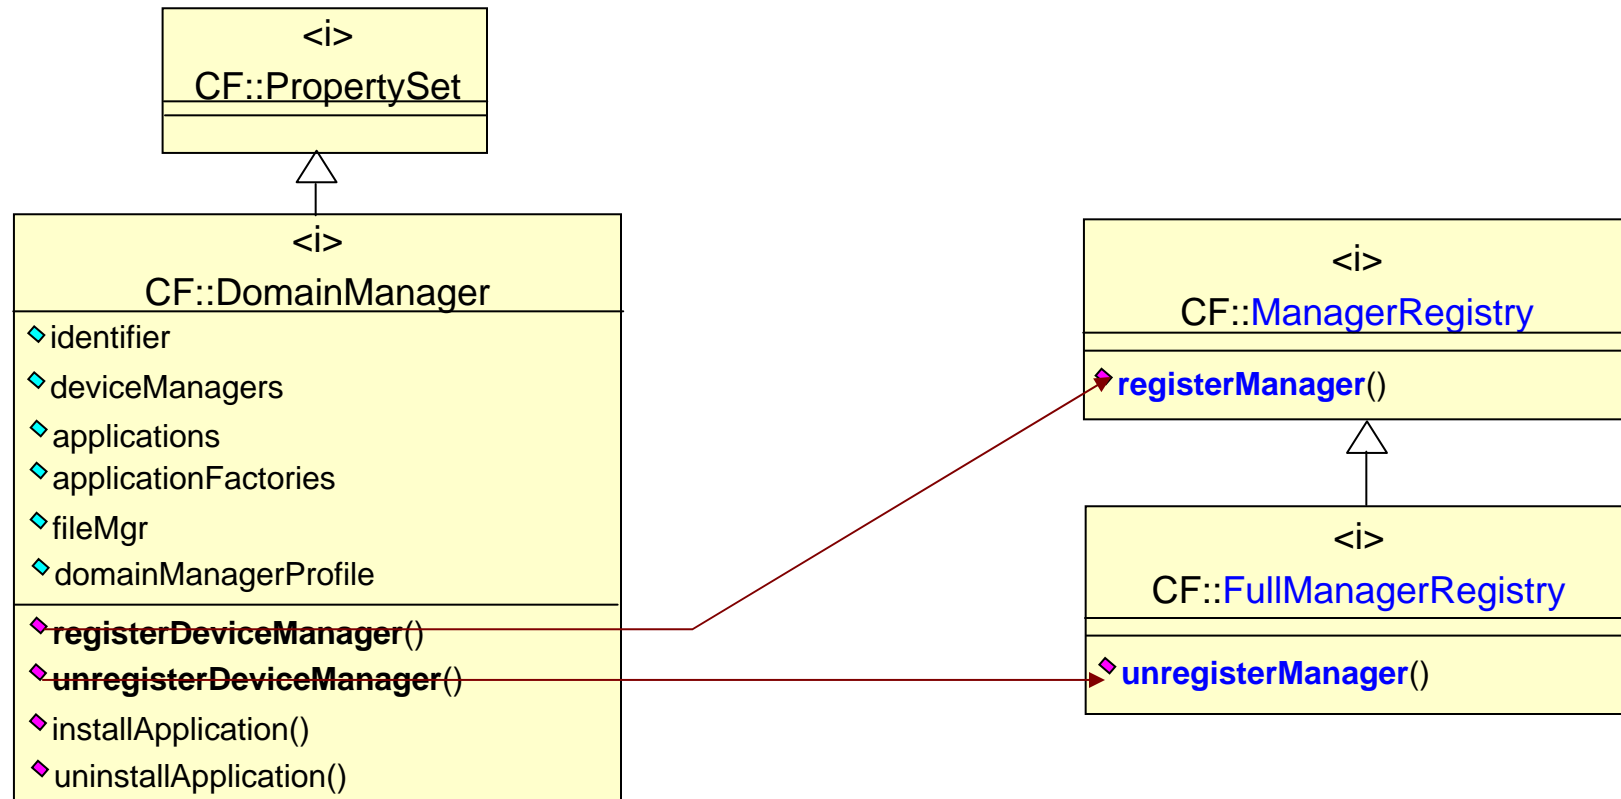 <i>
CF::PropertySet
<i>
CF::DomainManager
identifier
deviceManagers
applications
applicationFactories
fileMgr
domainManagerProfile
registerDeviceManager()
unregisterDeviceManager()
installApplication()
uninstallApplication()
<i>
CF::ManagerRegistry
registerManager()
<i>
CF::FullManagerRegistry
unregisterManager()